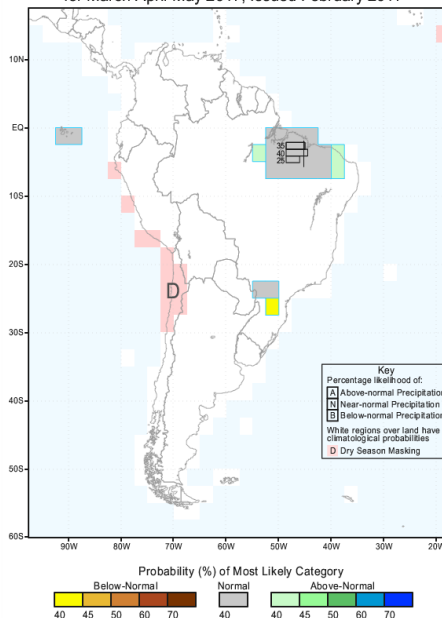 for March-April-May 2017, Issued February 2017
10N
EQ
10S
20S
30S
40S
50S
60S
90W 80W 70W 60W 50W 40W 30W 20W
35
40
25
D
Key
Percentage likelihood of:
A Above-normal Precipitation
N Near-normal Precipitation
B Below-normal Precipitation
White regions over land have
climatological probabilities
D Dry Season Masking
Probability (%) of Most Likely Category
Below-Normal Normal Above-Normal
40 45 50 60 70 40 40 45 50 60 70